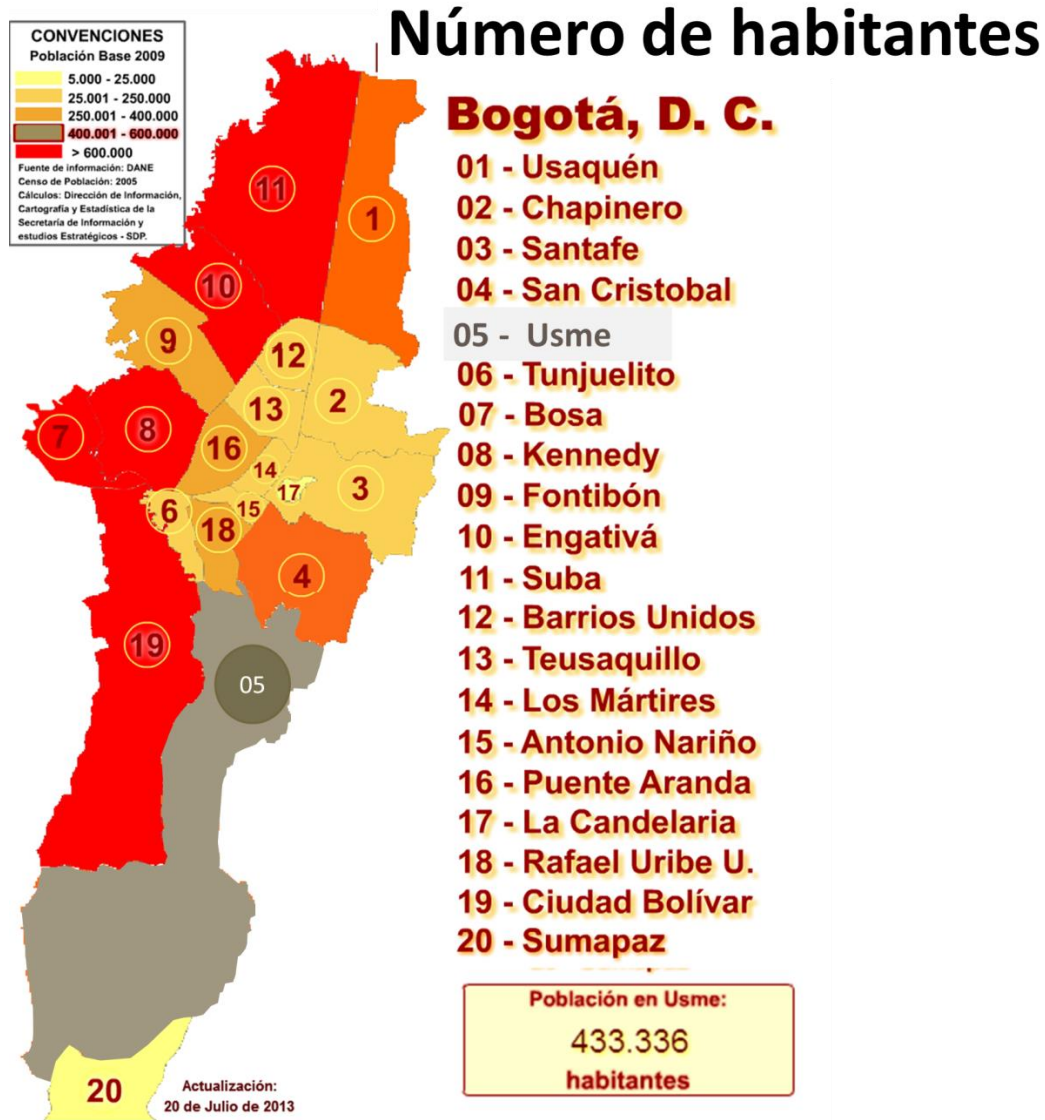 Número de habitantes
CONVENCIONES
Población Base 2009
5.000 - 25.000
25.001 - 250.000
250.001 - 400.000
400.001 - 600.000
> 600.000
Fuente de información: DANE
Censo de Población: 2005
Cálculos: Dirección de Información,
Cartografía y Estadística de la
Secretaría de Información y
estudios Estratégicos - SDP.
Bogotá, D. C.
01 - Usaquén
02 - Chapinero
03 - Santafe
04 - San Cristobal
05 - Usme
06 - Tunjuelito
07 - Bosa
08 - Kennedy
09 - Fontibón
10 - Engativá
11 - Suba
12 - Barrios Unidos
13 - Teusaquillo
14 - Los Mártires
15 - Antonio Nariño
16 - Puente Aranda
17 - La Candelaria
18 - Rafael Uribe U.
19 - Ciudad Bolívar
20 - Sumapaz
Población en Usme:
433.336
habitantes
11
1
10
9
12
2
13
7
8
16
14
17
3
6
15
18
4
19
05
20
Actualización:
20 de Julio de 2013